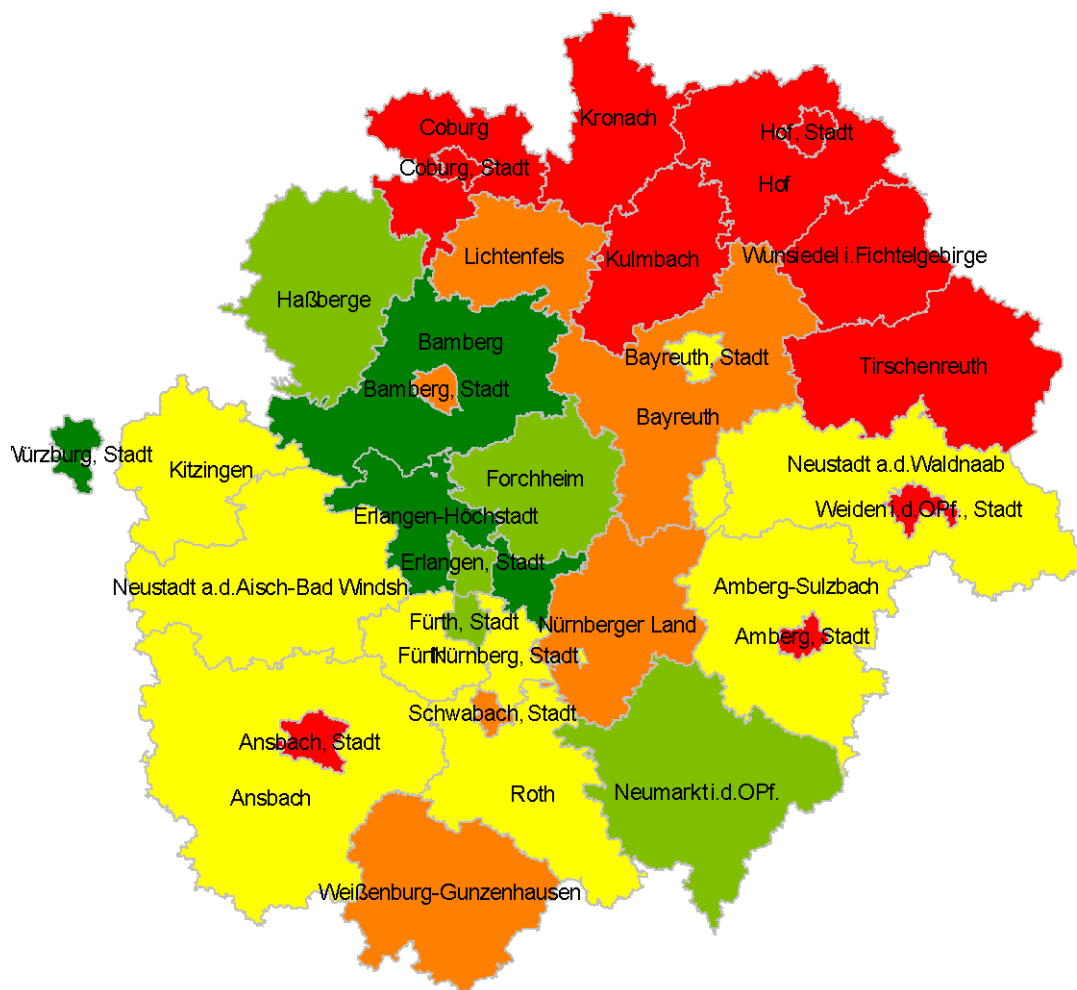 Kronach
Coburg
Hof, Stadt
Coburg, Stadt
Hof
Lichtenfels
Kulmbach
Wunsiedel i.Fichtelgebirge
Haßberge
Bamberg
Bayreuth, Stadt
Tirschenreuth
Bamberg, Stadt
Bayreuth
Würzburg, Stadt
Kitzingen
Neustadt a.d.Waldnaab
Forchheim
Weiden i.d.OPf., Stadt
Erlangen-Höchstadt
Erlangen, Stadt
Neustadt a.d.Aisch-Bad Windsh.
Amberg-Sulzbach
Fürth, Stadt
Nürnberger Land
Amberg, Stadt
Fürth
Nürnberg, Stadt
Schwabach, Stadt
Ansbach, Stadt
Ansbach
Roth
Neumarkt i.d.OPf.
Weißenburg-Gunzenhausen